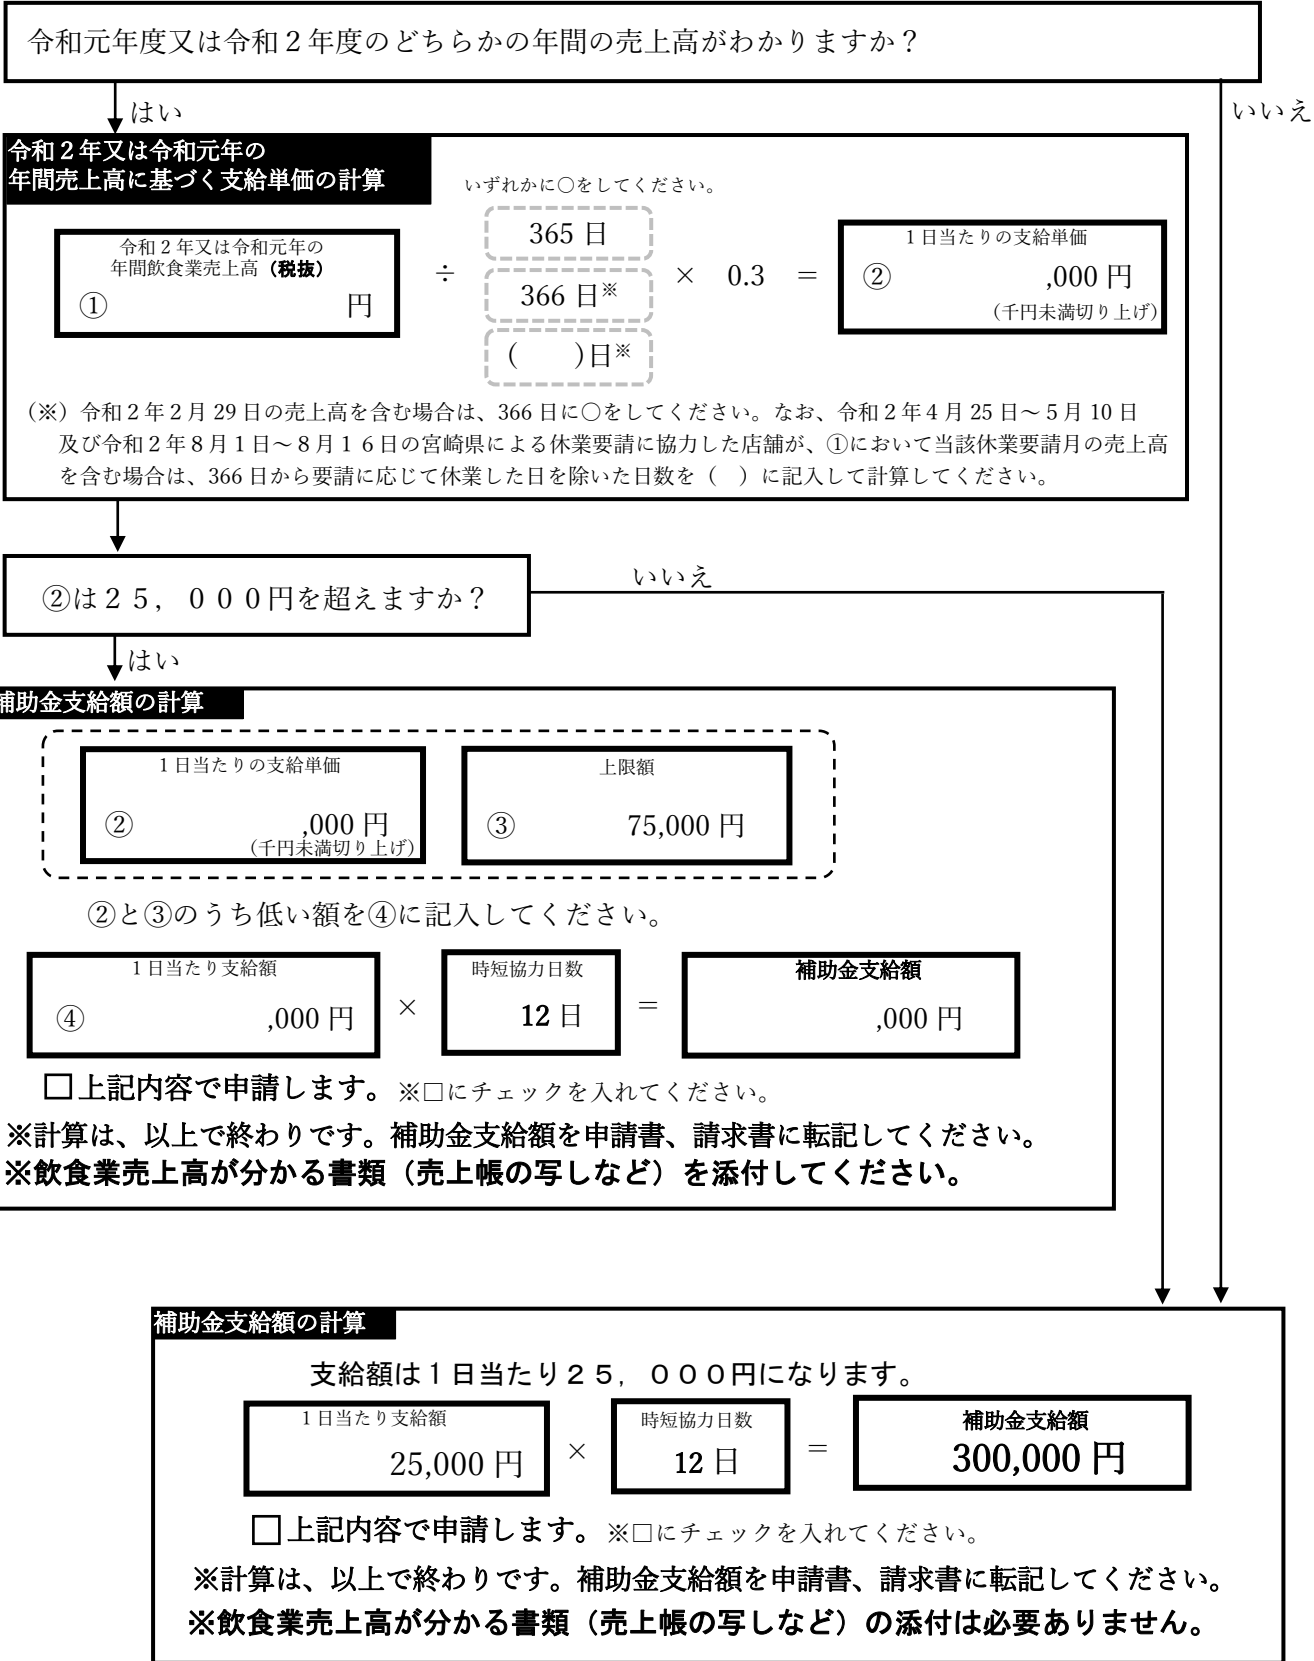 令和元年度又は令和２年度のどちらかの年間の売上高がわかりますか？
はい
いいえ
令和２年又は令和元年の
年間売上高に基づく支給単価の計算
いずれかに○をしてください。
令和２年又は令和元年の
年間飲食業売上高（税抜）
① 円
÷
365 日
366 日※
( )日※
× 0.3 =
１日当たりの支給単価
② ,000 円
（千円未満切り上げ）
（※）令和２年２月 29 日の売上高を含む場合は、366 日に○をしてください。なお、令和２年４月 25 日～５月 10 日
及び令和２年８月１日～８月１６日の宮崎県による休業要請に協力した店舗が、①において当該休業要請月の売上高
を含む場合は、366 日から要請に応じて休業した日を除いた日数を（ ）に記入して計算してください。
②は２５，０００円を超えますか？
いいえ
はい
補助金支給額の計算
１日当たりの支給単価
② ,000 円
（千円未満切り上げ）
上限額
③ 75,000 円
②と③のうち低い額を④に記入してください。
１日当たり支給額
④ ,000 円
×
時短協力日数
12 日
=
補助金支給額
,000 円
□上記内容で申請します。※□にチェックを入れてください。
※計算は、以上で終わりです。補助金支給額を申請書、請求書に転記してください。
※飲食業売上高が分かる書類（売上帳の写しなど）を添付してください。
補助金支給額の計算
支給額は１日当たり２５，０００円になります。
１日当たり支給額
25,000 円
×
時短協力日数
12 日
=
補助金支給額
300,000 円
□上記内容で申請します。※□にチェックを入れてください。
※計算は、以上で終わりです。補助金支給額を申請書、請求書に転記してください。
※飲食業売上高が分かる書類（売上帳の写しなど）の添付は必要ありません。